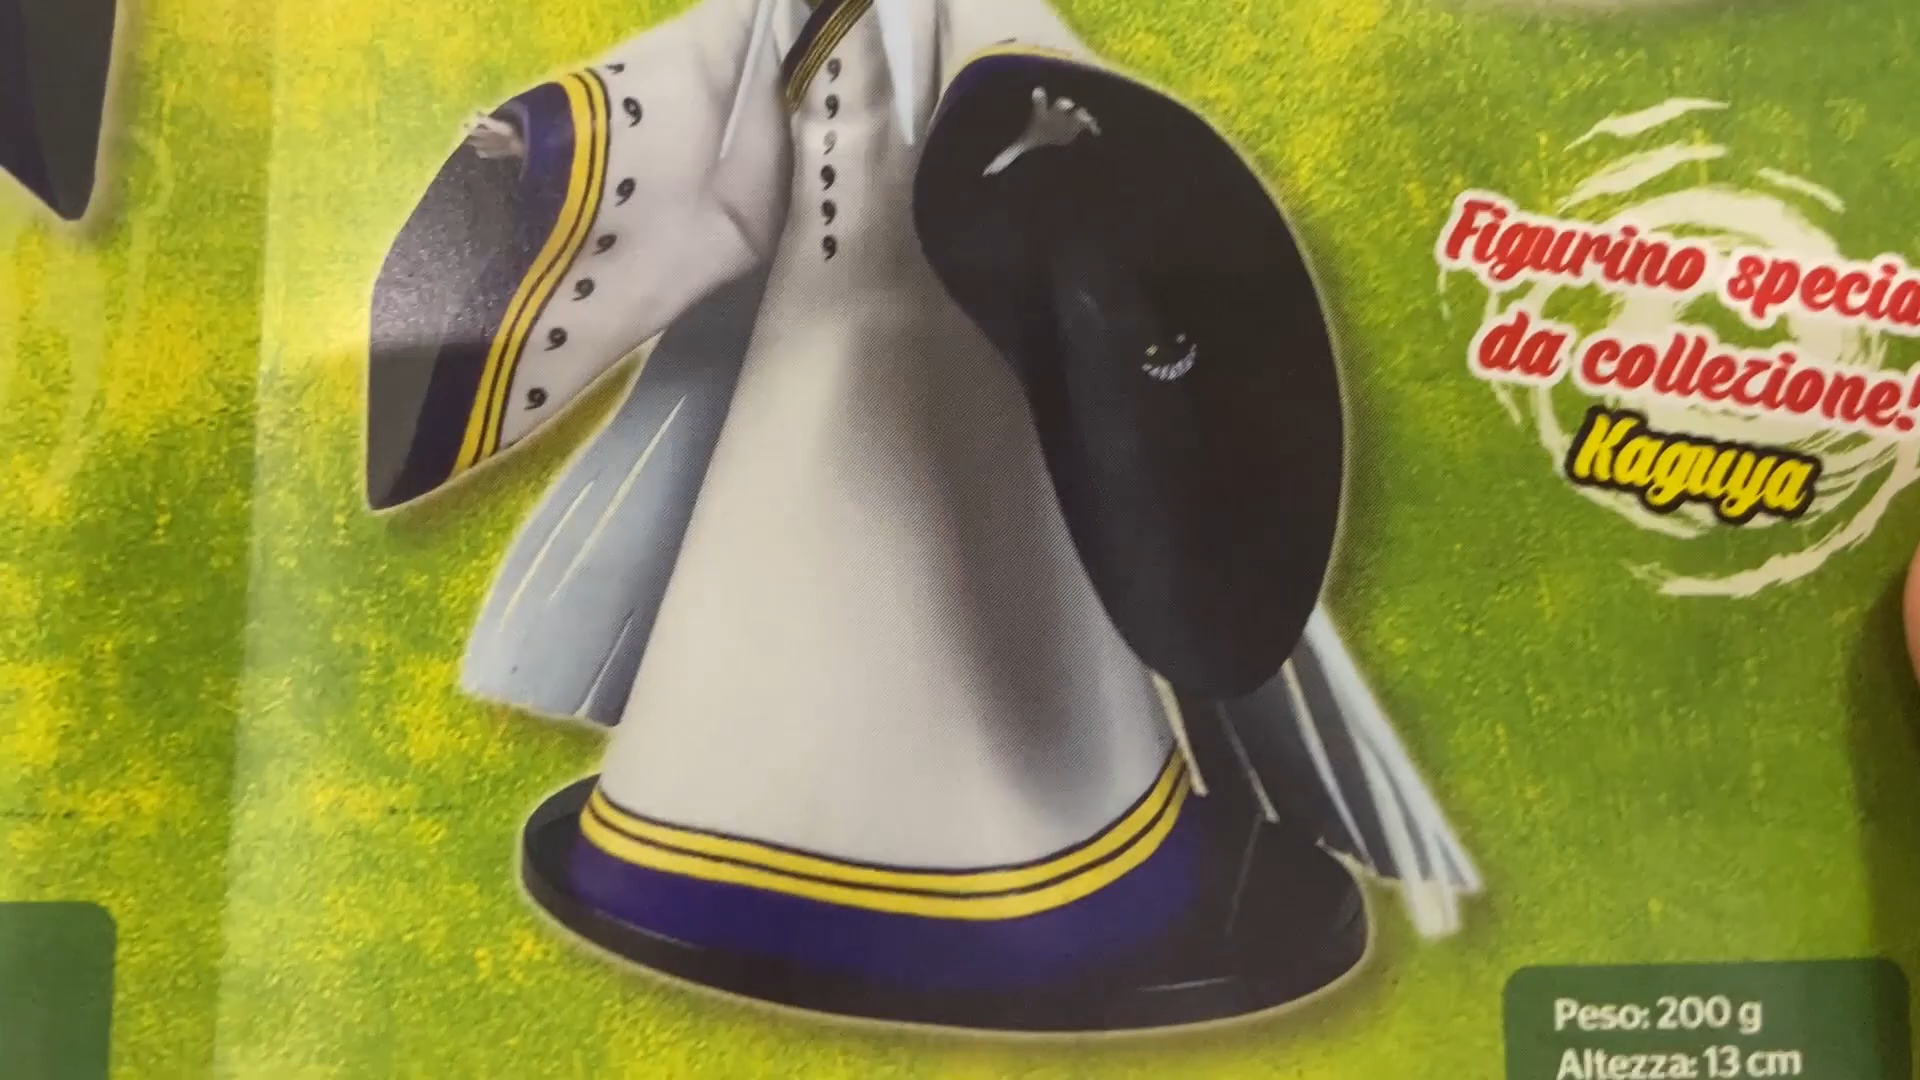 Figurino specia
da collezione!
Kaguya
Peso: 200 g
Altezza: 13 cm